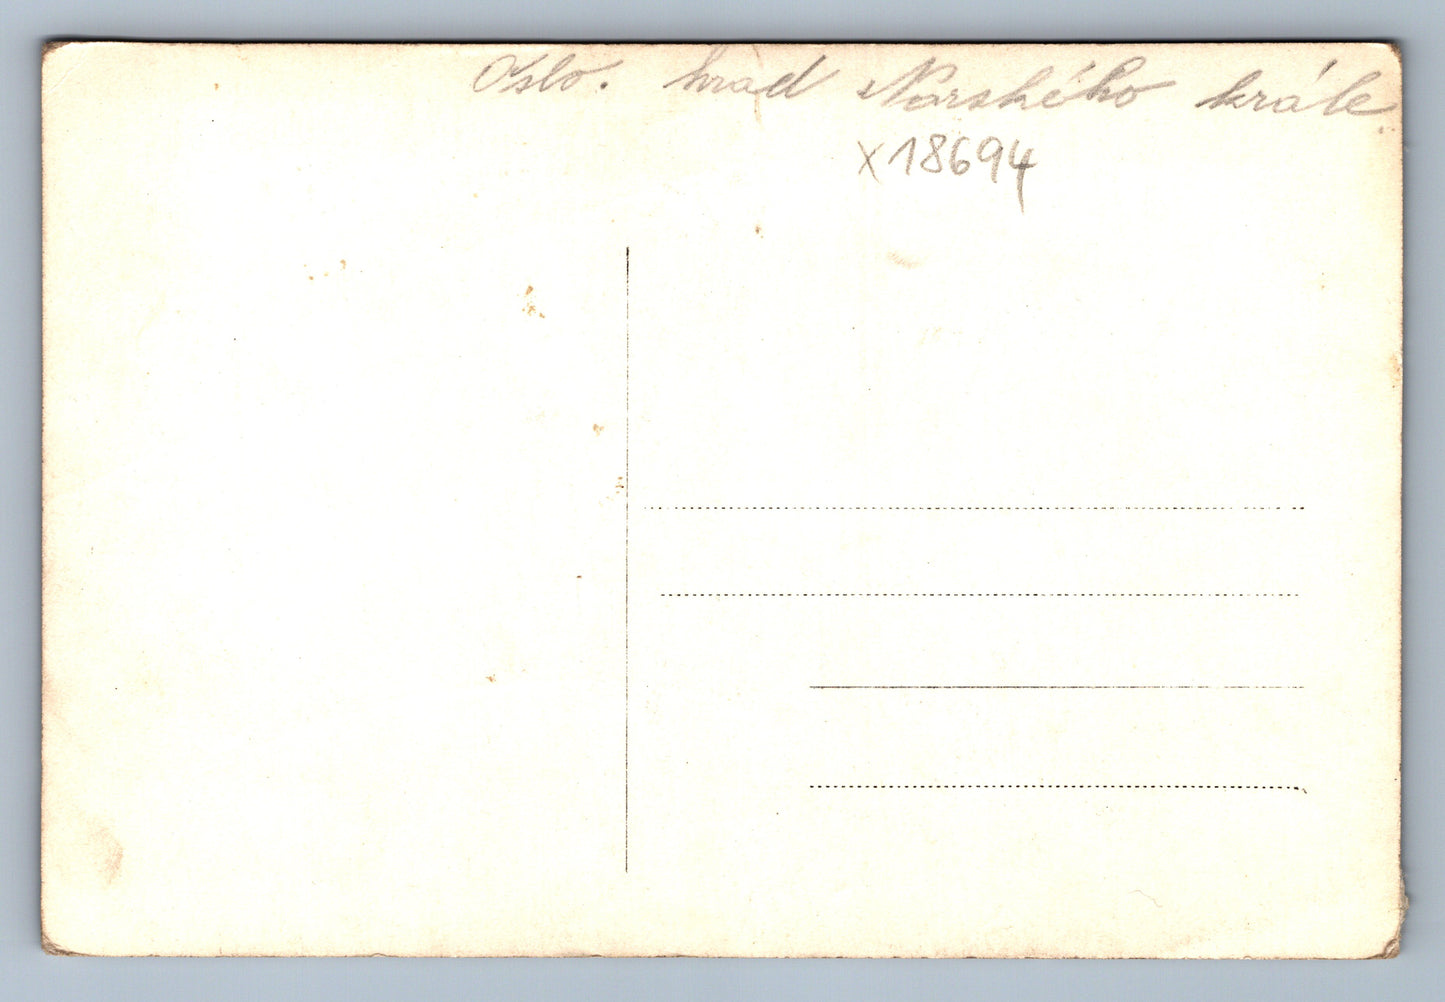 Oslo. hrad Norského krále.
x18694